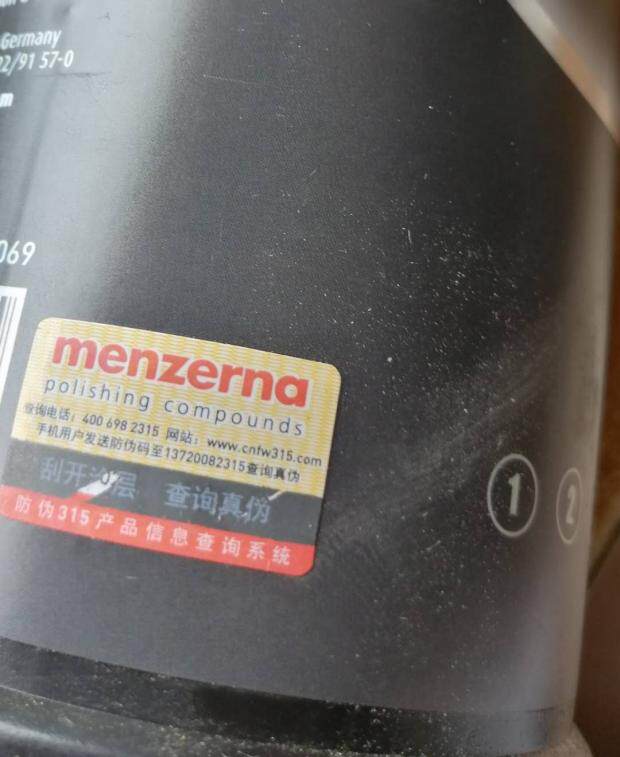 Germany
02/91 57-0
m
069
menzerna
polishing compounds
查询电话：400 698 2315 网站：www.cnfw315.com
手机用户发送防伪码至13720082315查询真伪
刮开涂层 查询真伪
防伪315产品信息查询系统
1 2